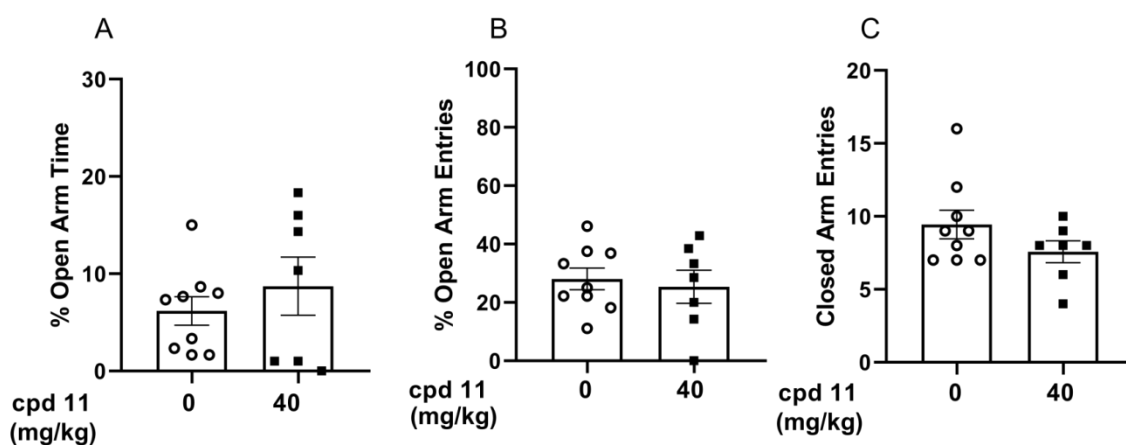 A
% Open Arm Time
30
20
10
0
cpd 11
(mg/kg)
0
40
B
% Open Arm Entries
100
80
60
40
20
0
cpd 11
(mg/kg)
0
40
C
Closed Arm Entries
20
15
10
5
0
cpd 11
(mg/kg)
0
40